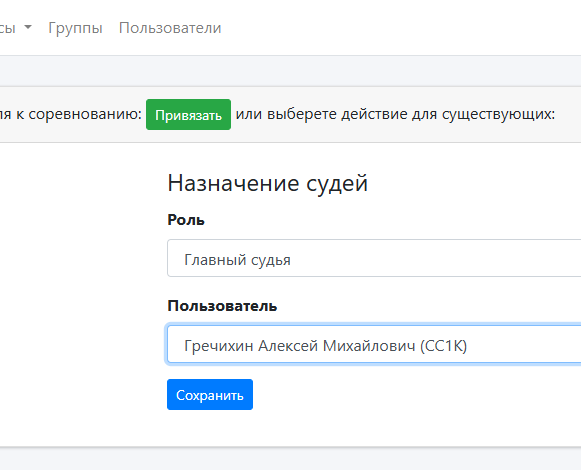 сы Группы Пользователи
ля к соревнованию: Привязать или выберете действие для существующих:
Назначение судей
Роль
Главный судья
Пользователь
Гречихин Алексей Михайлович (СС1К)
Сохранить